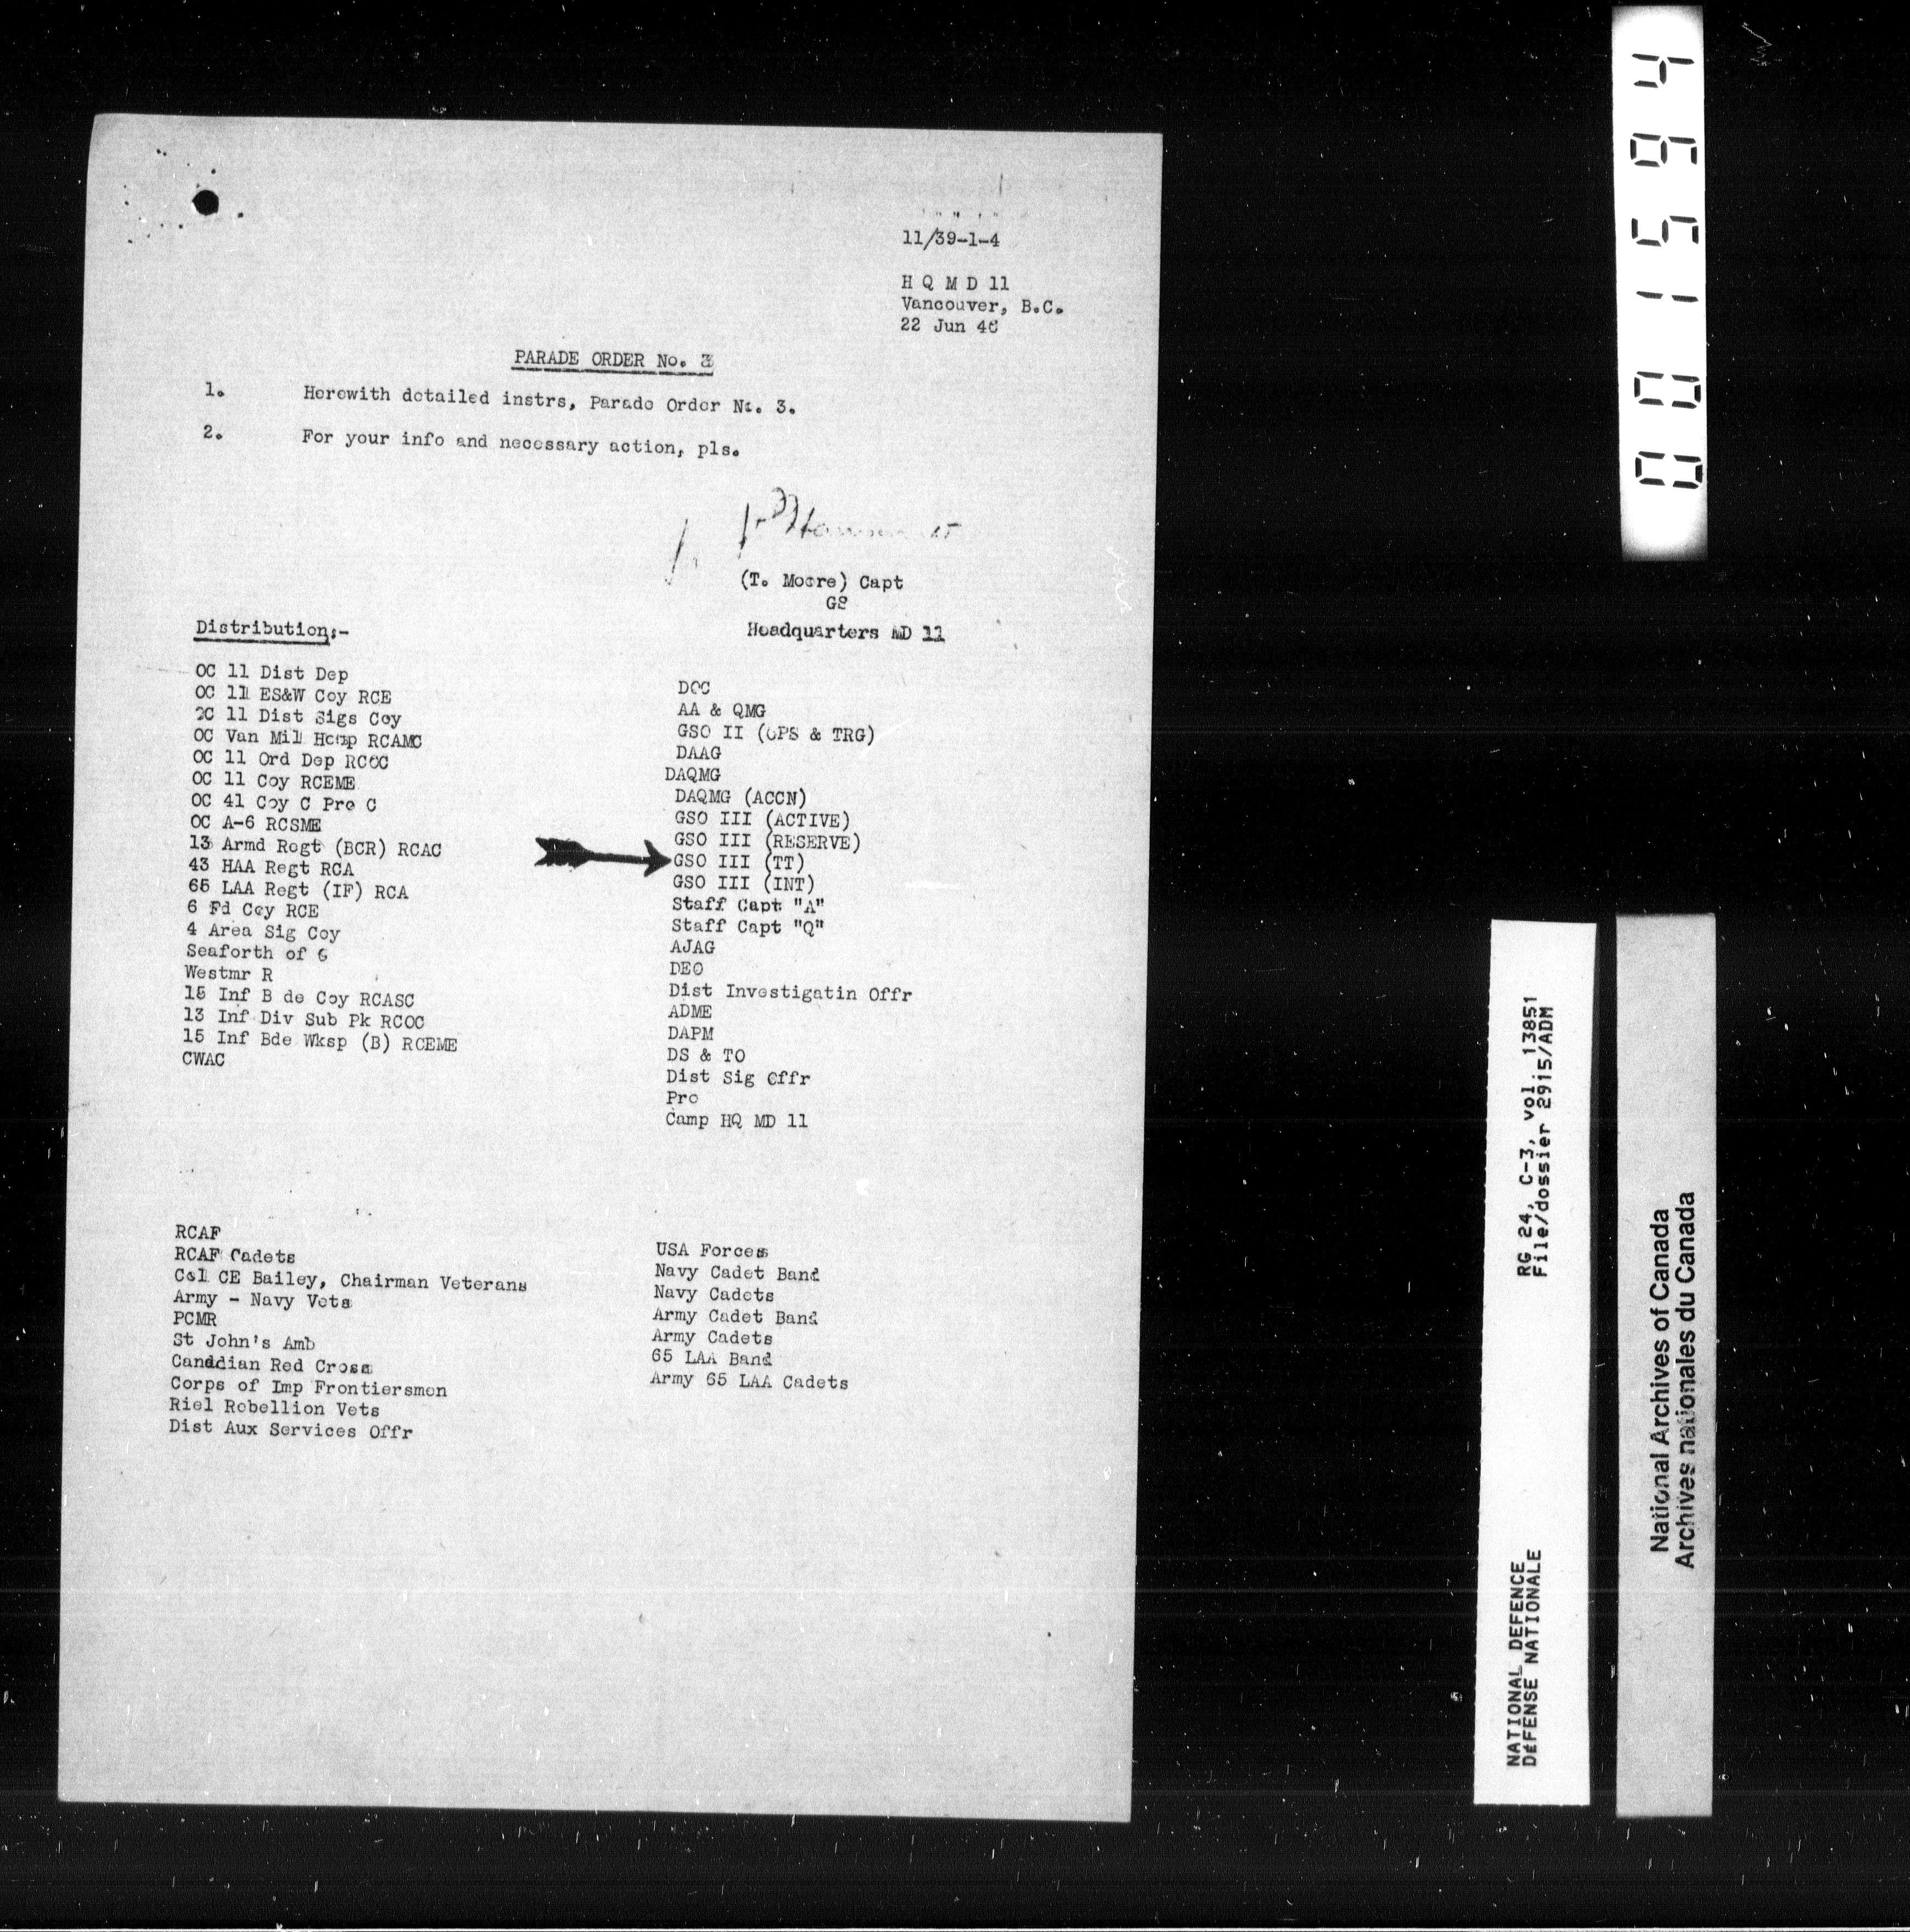 11/39-1-4
H Q M D 11
Vancouver, B.C.
22 Jun 46
PARADE ORDER No. 3
1. Herewith detailed instrs, Parade Order No. 3.
2. For your info and necessary action, pls.
(T. Moore) Capt
GS
Headquarters MD 11
Distribution:-
OC 11 Dist Dep
OC 11 ES&W Coy RCE
OC 11 Dist Sigs Coy
OC Van Mil Hosp RCAMC
OC 11 Ord Dep RCOC
OC 11 Coy RCEME
OC 41 Coy C Pro C
OC A-6 RCSME
13 Armd Regt (BCR) RCAC
43 HAA Regt RCA
65 LAA Regt (IF) RCA
6 Fd Coy RCE
4 Area Sig Coy
Seaforth of C
Westmr R
15 Inf B de Coy RCASC
13 Inf Div Sub Pk RCOC
15 Inf Bde Wksp (B) RCEME
CWAC
DOC
AA & QMG
GSO II (OPS & TRG)
DAAG
DAQMG
DAQMG (ACCN)
GSO III (ACTIVE)
GSO III (RESERVE)
GSO III (TT)
GSO III (INT)
Staff Capt "A"
Staff Capt "Q"
AJAG
DEO
Dist Investigatin Offr
ADME
DAPM
DS & TO
Dist Sig Offr
Pro
Camp HQ MD 11
RCAF
RCAF Cadets
Col CE Bailey, Chairman Veterans
Army - Navy Vets
PCMR
St John's Amb
Canadian Red Cross
Corps of Imp Frontiersmen
Riel Rebellion Vets
Dist Aux Services Offr
USA Forces
Navy Cadet Band
Navy Cadets
Army Cadet Band
Army Cadets
65 LAA Band
Army 65 LAA Cadets
001594
RG 24, C-3, vol. 13851
File/dossier 2915/ADM
NATIONAL DEFENCE
DÉFENSE NATIONALE
National Archives of Canada
Archives nationales du Canada